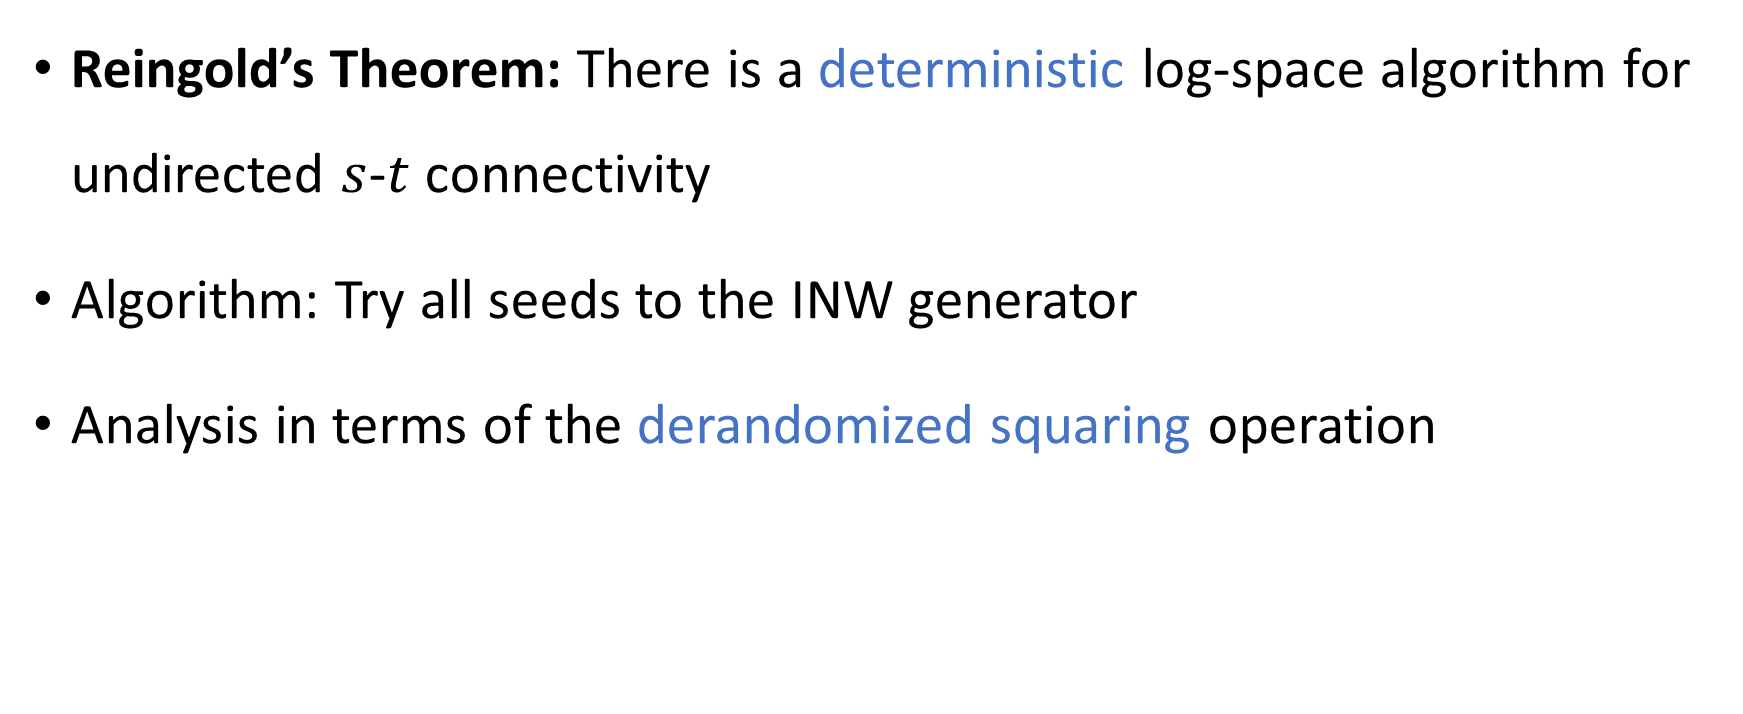 • Reingold’s Theorem: There is a deterministic log-space algorithm for
undirected s-t connectivity
• Algorithm: Try all seeds to the INW generator
• Analysis in terms of the derandomized squaring operation